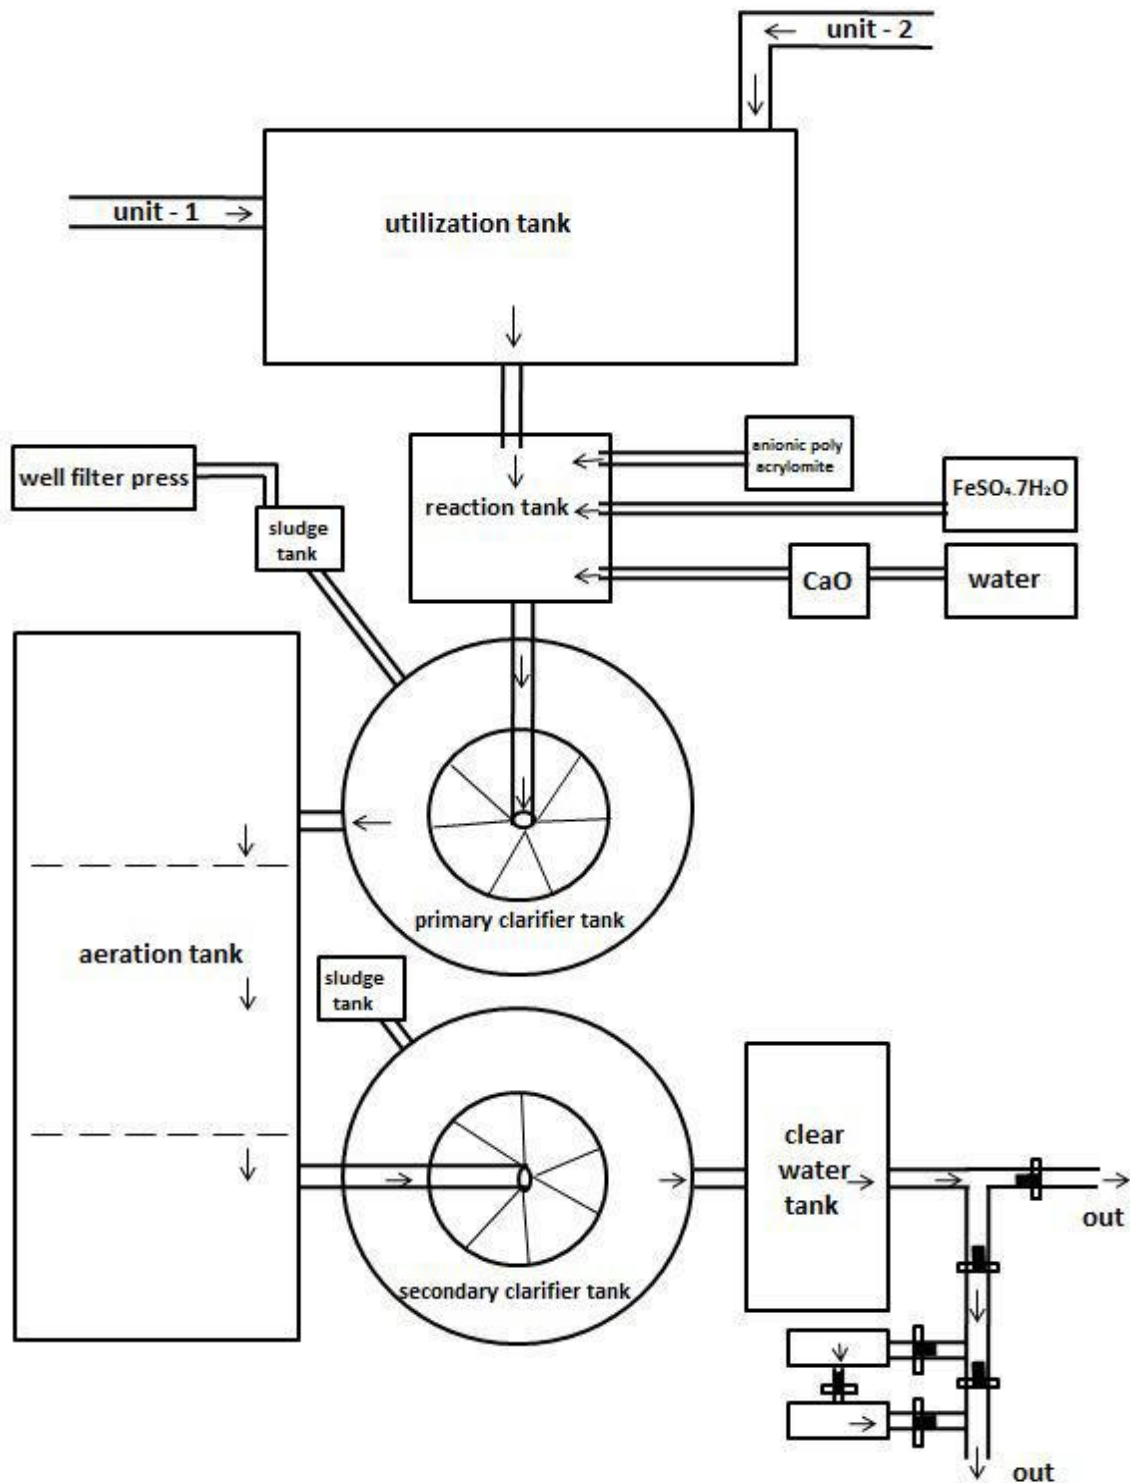 unit - 2
unit - 1
utilization tank
anionic poly
acrylomite
well filter press
FeSO₄.7H₂O
reaction tank
sludge
tank
CaO
water
primary clarifier tank
aeration tank
sludge
tank
clear
water
tank
out
secondary clarifier tank
out